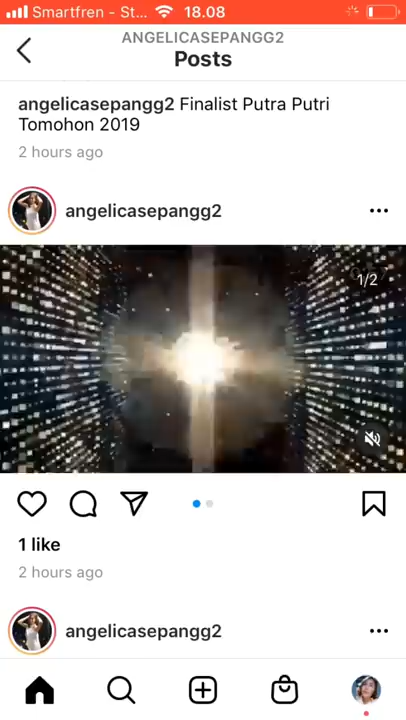 Smartfren - St... 18.08
ANGELICASEPANGG2
Posts
angelicasepangg2 Finalist Putra Putri
Tomohon 2019
2 hours ago
angelicasepangg2
1/2
1 like
2 hours ago
angelicasepangg2